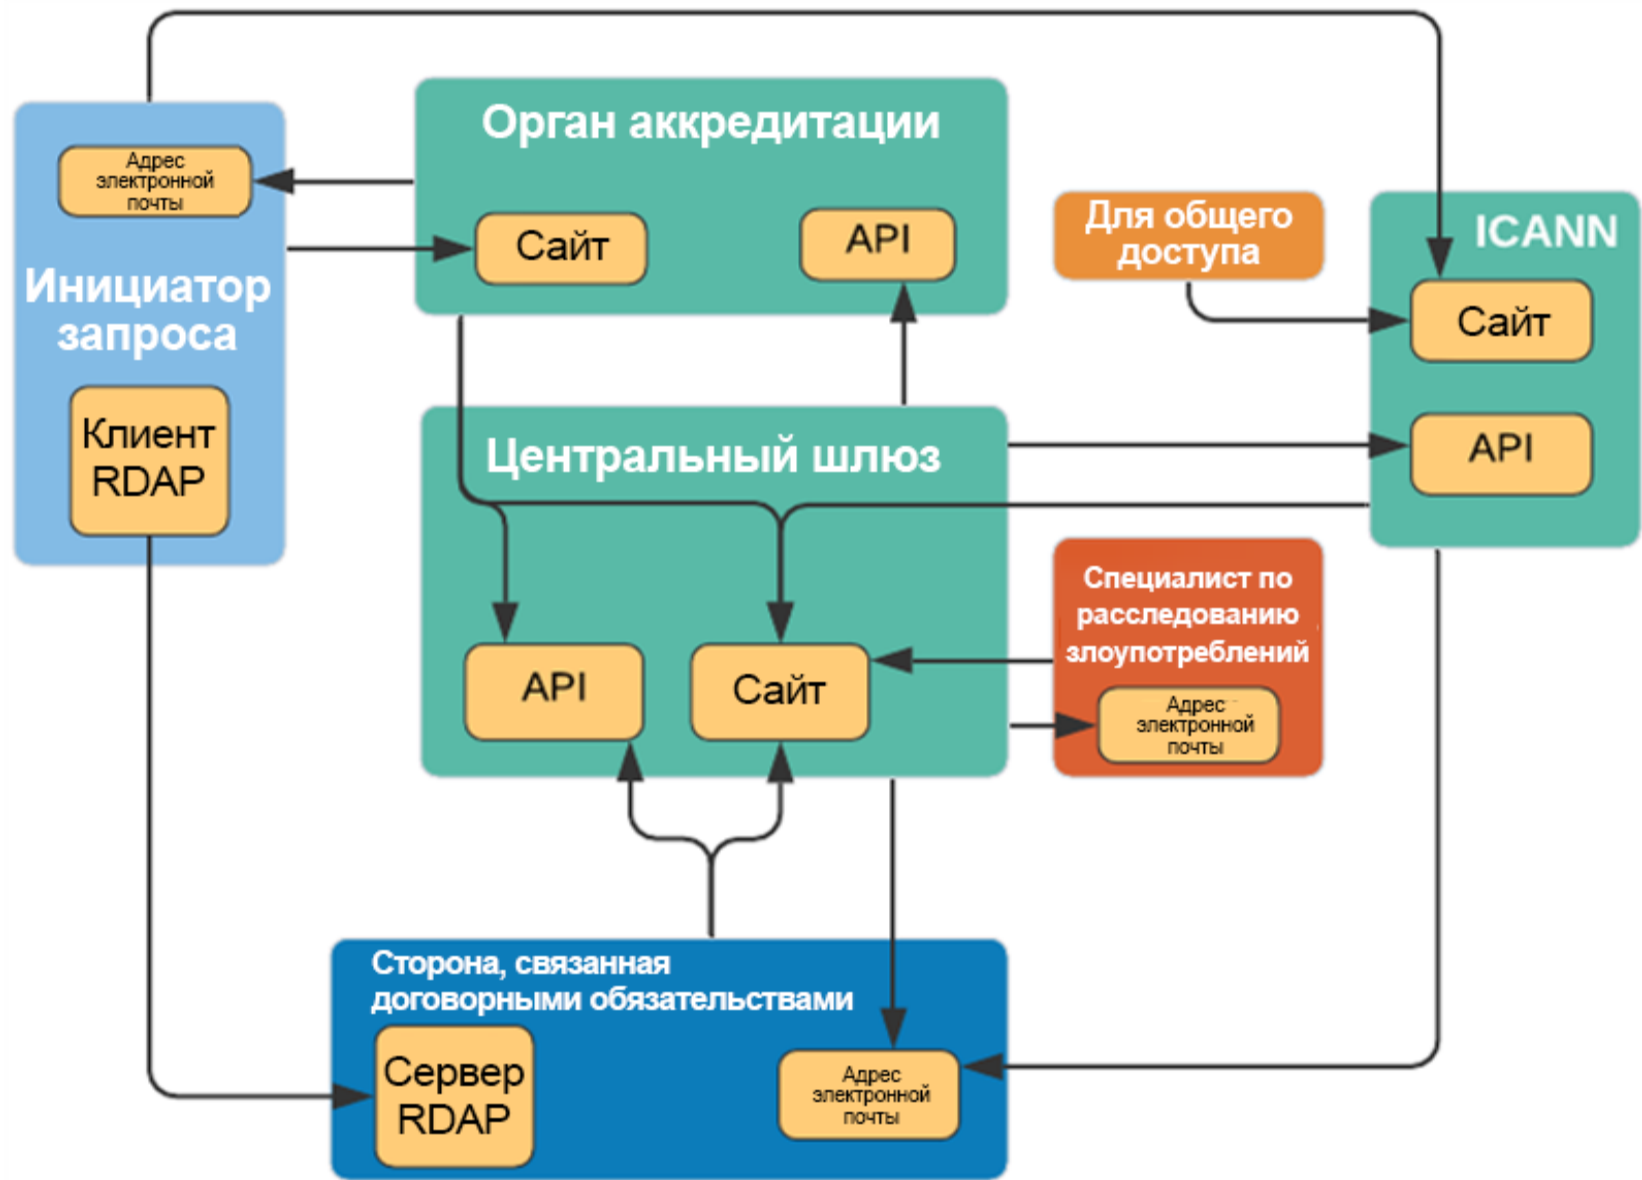 Орган аккредитации
Сайт
API
Адрес
электронной
почты
Инициатор
запроса
Клиент
RDAP
Для общего
доступа
ICANN
Сайт
API
Центральный шлюз
API
Сайт
Специалист по
расследованию
злоупотреблений
Адрес
электронной
почты
Сторона, связанная
договорными обязательствами
Сервер
RDAP
Адрес
электронной
почты